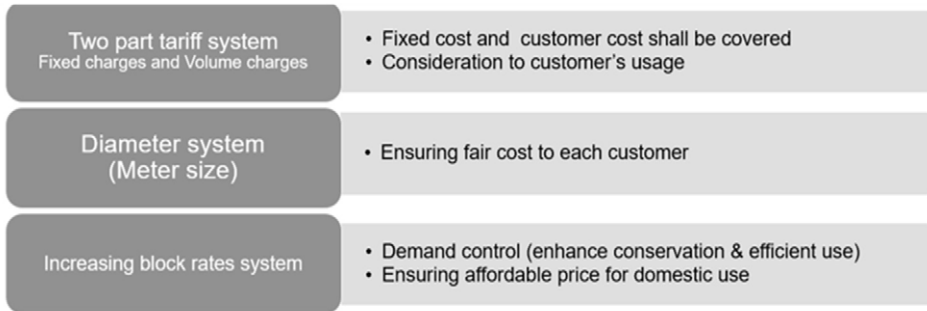 Two part tariff system
Fixed charges and Volume charges
• Fixed cost and customer cost shall be covered
• Consideration to customer's usage
Diameter system
(Meter size)
• Ensuring fair cost to each customer
Increasing block rates system
• Demand control (enhance conservation & efficient use)
• Ensuring affordable price for domestic use